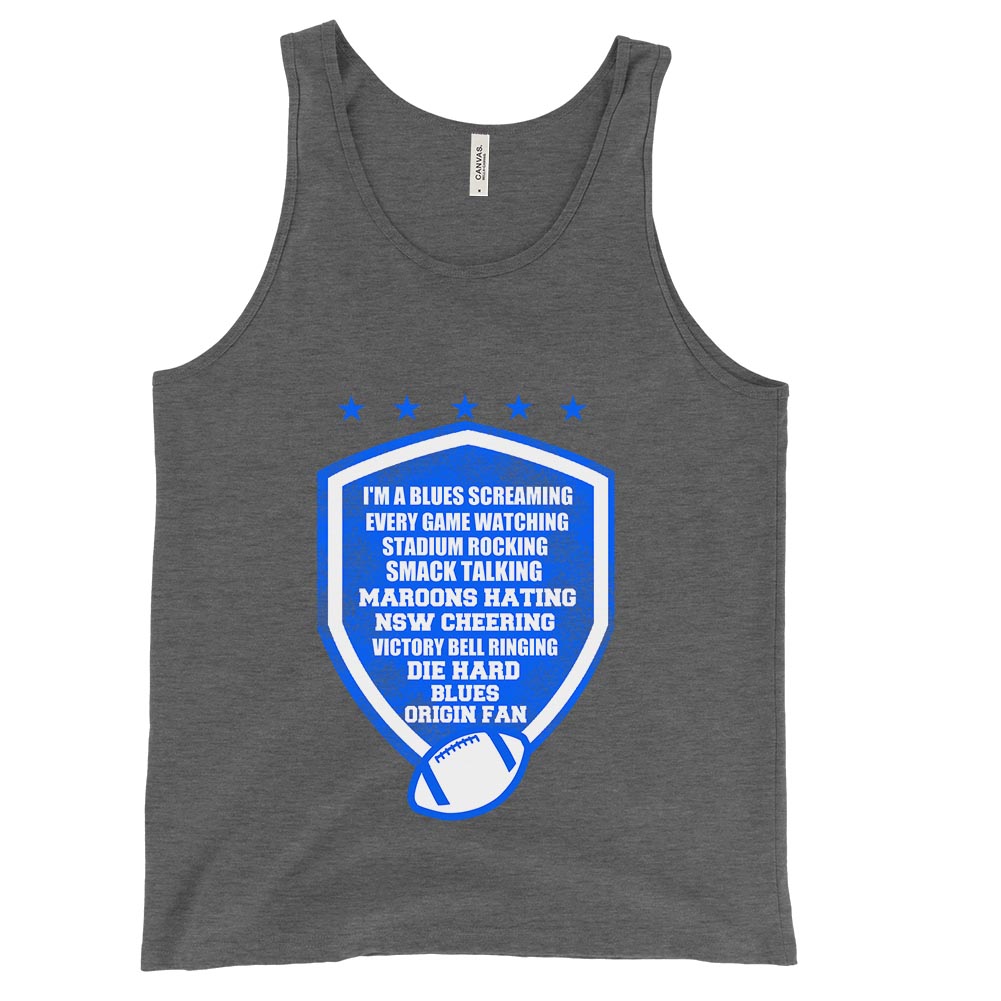 CANVAS.
I'M A BLUES SCREAMING
EVERY GAME WATCHING
STADIUM ROCKING
SMACK TALKING
MAROONS HATING
NSW CHEERING
VICTORY BELL RINGING
DIE HARD
BLUES
ORIGIN FAN